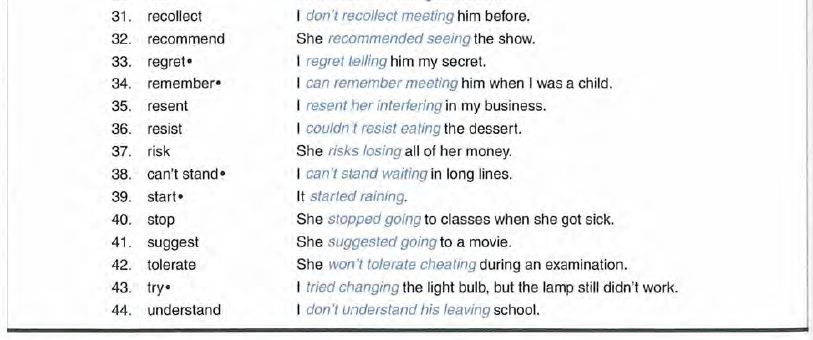 31. recollect I don't recollect meeting him before.
32. recommend She recommended seeing the show.
33. regret• I regret telling him my secret.
34. remember• I can remember meeting him when I was a child.
35. resent I resent her interfering in my business.
36. resist I couldn't resist eating the dessert.
37. risk She risks losing all of her money.
38. can't stand• I can't stand waiting in long lines.
39. start• It started raining.
40. stop She stopped going to classes when she got sick.
41. suggest She suggested going to a movie.
42. tolerate She won't tolerate cheating during an examination.
43. try• I tried changing the light bulb, but the lamp still didn't work.
44. understand I don't understand his leaving school.